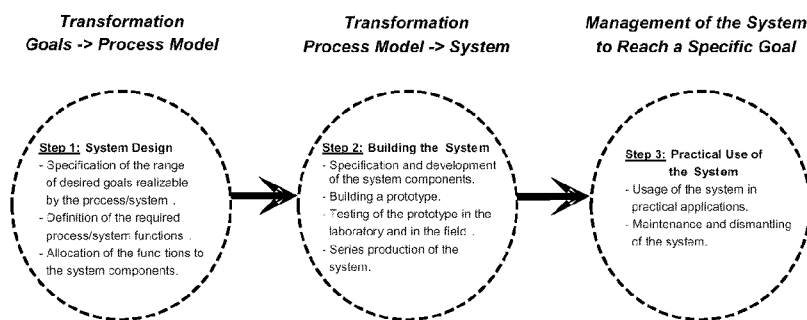 Transformation
Goals -> Process Model
Transformation
Process Model -> System
Management of the System
to Reach a Specific Goal
Step 1: System Design
- Specification of the range
of desired goals realizable
by the process/system .
- Definition of the required
process/system functions .
- Allocation of the functions to
the system components.
Step 2: Building the System
- Specification and development
of the system components.
- Building a prototype.
- Testing of the prototype in the
laboratory and in the field .
- Series production of the
system.
Step 3: Practical Use of
the System
- Usage of the system in
practical applications.
- Maintenance and dismantling
of the system.